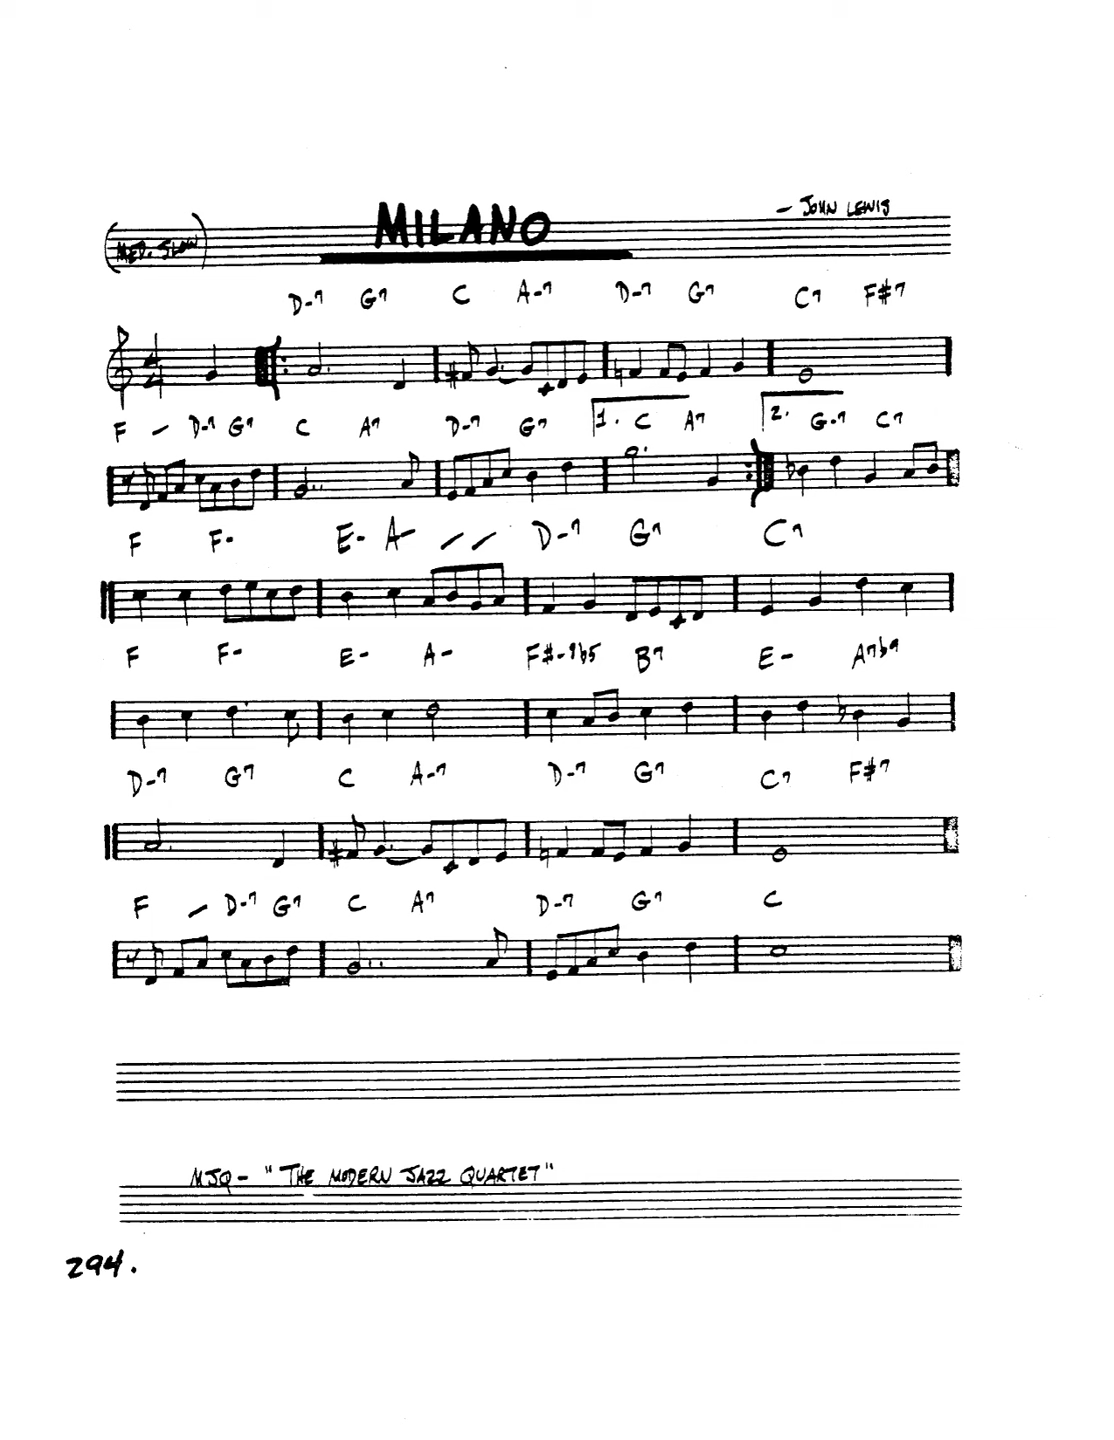 MILANO
– JOHN LEWIS
(MED. SLOW)
D-7 G7 C A-7 D-7 G7 C7 F#7
F – D-7 G7 C A7 D-7 G7 1. C A7 2. G-7 C7
F F- E- A- – – D-7 G7 C7
F F- E- A- F#-7b5 B7 E- A7b9
D-7 G7 C A-7 D-7 G7 C7 F#7
F – D-7 G7 C A7 D-7 G7 C
MJQ – "THE MODERN JAZZ QUARTET"
294.